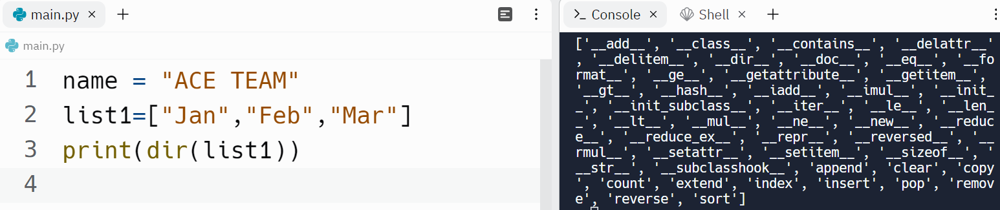 main.py
main.py
1 name = "ACE TEAM"
2 list1=["Jan","Feb","Mar"]
3 print(dir(list1))
4
Console Shell
['__add__', '__class__', '__contains__', '__delattr__'
, '__delitem__', '__dir__', '__doc__', '__eq__', '__fo
rmat__', '__ge__', '__getattribute__', '__getitem__',
'__gt__', '__hash__', '__iadd__', '__imul__', '__init_
_', '__init_subclass__', '__iter__', '__le__', '__len_
_', '__lt__', '__mul__', '__ne__', '__new__', '__reduc
e__', '__reduce_ex__', '__repr__', '__reversed__', '__
rmul__', '__setattr__', '__setitem__', '__sizeof__', '
__str__', '__subclasshook__', 'append', 'clear', 'copy
', 'count', 'extend', 'index', 'insert', 'pop', 'remov
e', 'reverse', 'sort']